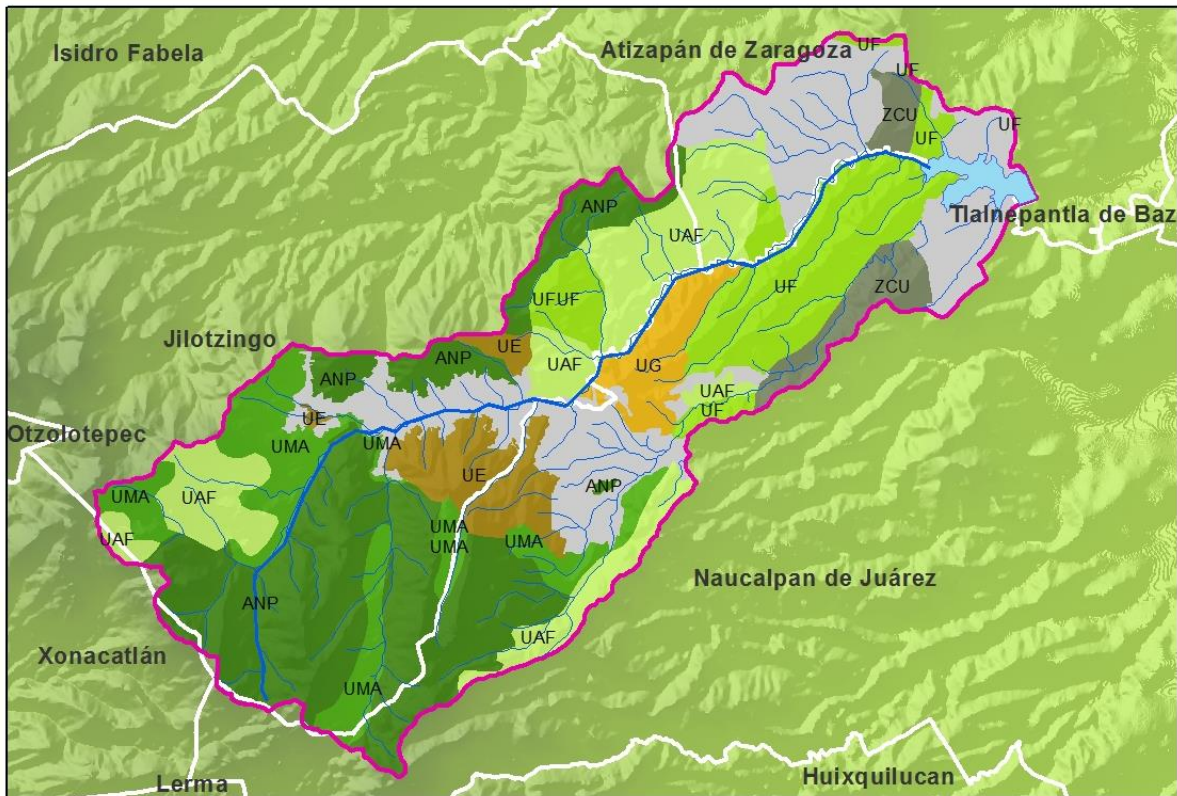 Isidro Fabela
Atizapán de Zaragoza
UF
UF
ZCU
UF
UF
ANP
Tlalnepantla de Baz
UAF
ZCU
UF
UF
UF
Jilotzingo
UE
ANP
UAF
UG
ANP
UAF
UF
UE
Otzolotepec
UMA
UMA
UE
ANP
UMA
UAF
UMA
UAF
UMA
UMA
Naucalpan de Juárez
ANP
UAF
Xonacatlán
UMA
Lerma
Huixquilucan